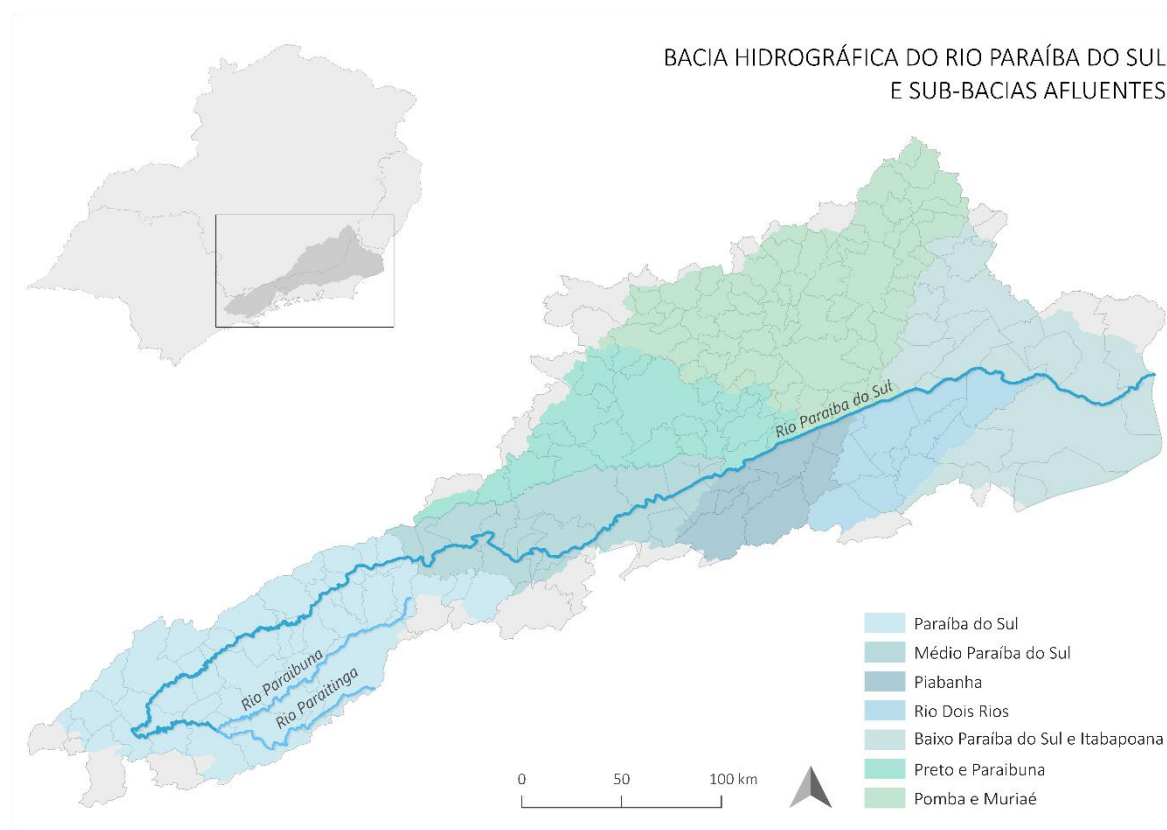 BACIA HIDROGRÁFICA DO RIO PARAÍBA DO SUL
E SUB-BACIAS AFLUENTES
Rio Paraíba do Sul
Rio Paraibuna
Rio Paraitinga
Paraíba do Sul
Médio Paraíba do Sul
Piabanha
Rio Dois Rios
Baixo Paraíba do Sul e Itabapoana
Preto e Paraibuna
Pomba e Muriaé
0 50 100 km